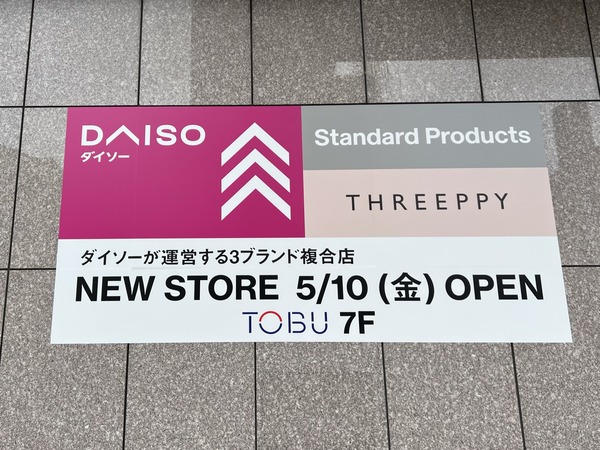 DAISO
ダイソー
Standard Products
THREEPPY
ダイソーが運営する3ブランド複合店
NEW STORE 5/10 (金) OPEN
TOBU 7F